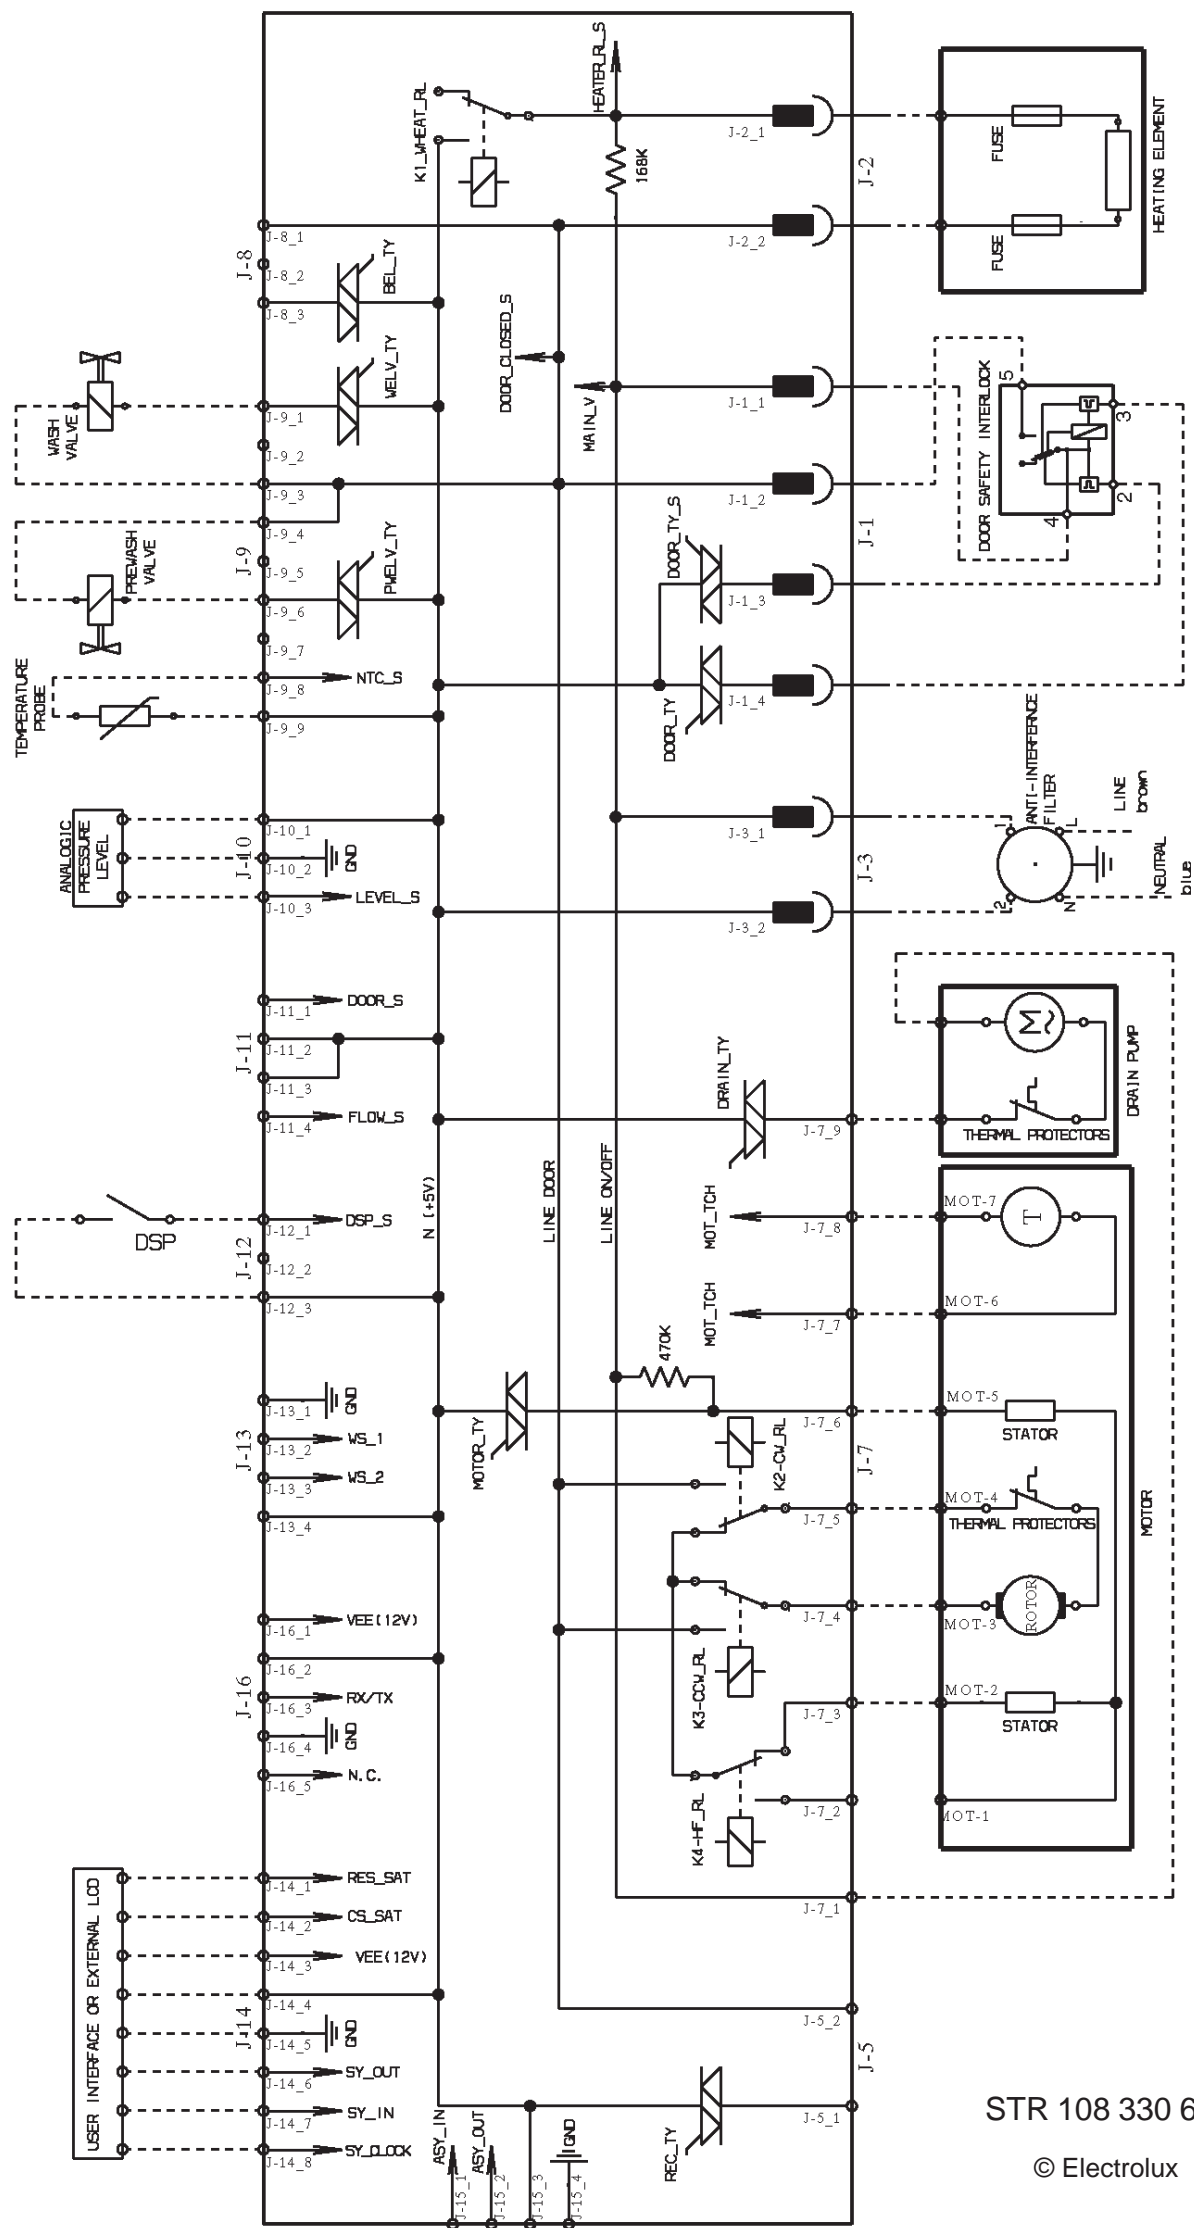 HEATER_RL_S
K1_WHEAT_RL
168K
J-2_1
J-2
J-2_2
FUSE
FUSE
HEATING ELEMENT
J-8
J-8_1
J-8_2
J-8_3
BEL_TY
WELV_TY
DOOR_CLOSED_S
MAIN_V
WASH
VALVE
J-9_1
J-9_2
J-9_3
J-9_4
J-9
J-9_5
J-9_6
J-9_7
J-9_8
J-9_9
PREWASH
VALVE
PWELV_TY
NTC_S
TEMPERATURE
PROBE
J-1_1
J-1_2
J-1
J-1_3
J-1_4
DOOR_TY_S
DOOR_TY
DOOR SAFETY INTERLOCK
5
3
2
4
ANALOGIC
PRESSURE
LEVEL
J-10
J-10_1
J-10_2
J-10_3
GND
LEVEL_S
J-3_1
J-3
J-3_2
ANTI-INTERFERNCE
FILTER
1
L
2
N
LINE
brown
NEUTRAL
blue
J-11
J-11_1
J-11_2
J-11_3
J-11_4
DOOR_S
FLOW_S
DRAIN_TY
J-7_9
THERMAL PROTECTORS
M
DRAIN PUMP
DSP
J-12
J-12_1
J-12_2
J-12_3
DSP_S
N (+5V)
LINE DOOR
LINE ON/OFF
MOT_TCH
J-7_8
MOT_TCH
J-7_7
MOT-7
T
MOT-6
470K
MOTOR_TY
J-13
J-13_1
J-13_2
J-13_3
J-13_4
GND
WS_1
WS_2
J-7_6
J-7
K2-CW_RL
J-7_5
K3-CCW_RL
J-7_4
J-7_3
K4-HF_RL
J-7_2
J-7_1
MOT-5
STATOR
MOT-4
THERMAL PROTECTORS
MOTOR
ROTOR
MOT-3
MOT-2
STATOR
MOT-1
J-16
J-16_1
J-16_2
J-16_3
J-16_4
J-16_5
VEE(12V)
RX/TX
GND
N.C.
USER INTERFACE OR EXTERNAL LCD
J-14
J-14_1
J-14_2
J-14_3
J-14_4
J-14_5
J-14_6
J-14_7
J-14_8
RES_SAT
CS_SAT
VEE(12V)
GND
SY_OUT
SY_IN
SY_CLOCK
J-5_2
J-5
J-5_1
REC_TY
ASY_IN
ASY_OUT
GND
J-15_1
J-15_2
J-15_3
J-15_4
STR 108 330 6
© Electrolux